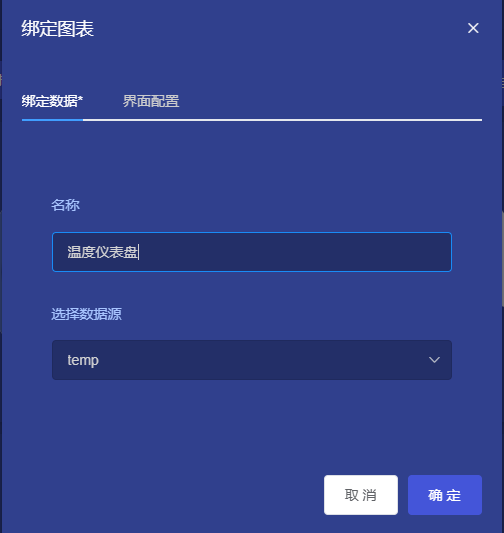 绑定图表
绑定数据* 界面配置
名称
温度仪表盘
选择数据源
temp
取消 确定